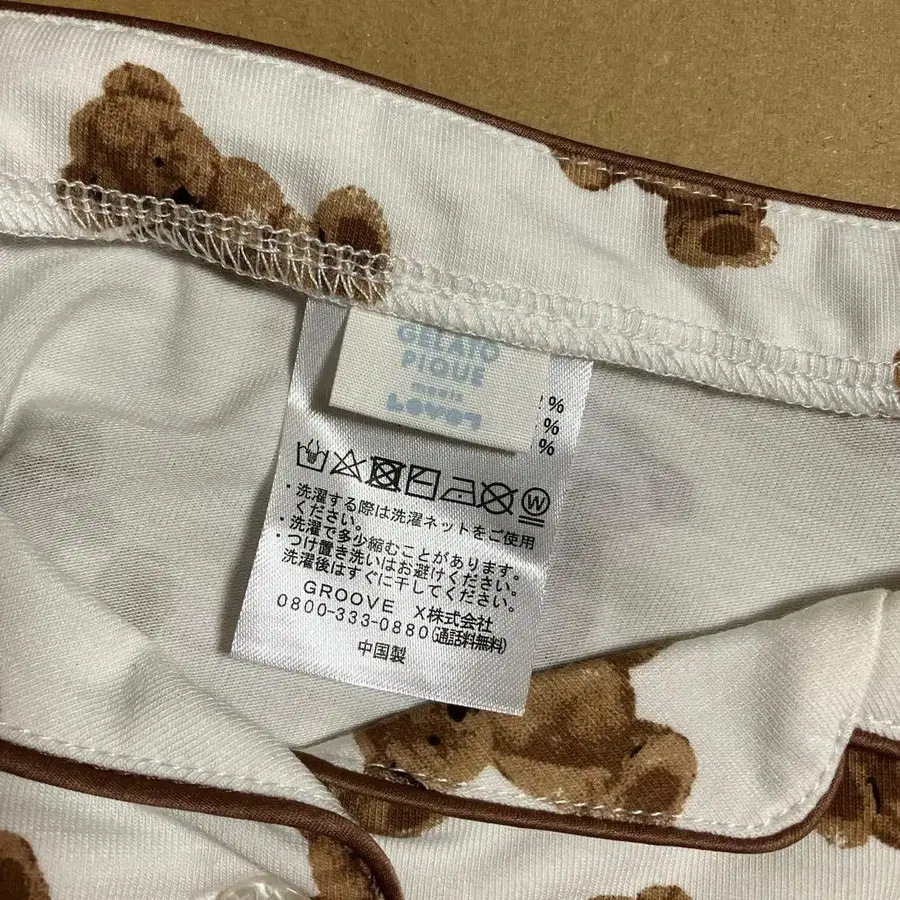 GELATO
PIQUE
meets
LOVOT
%
%
%
W
・洗濯する際は洗濯ネットをご使用
ください。
・洗濯で多少縮むことがあります。
・つけ置き洗いはお避けください。
洗濯後はすぐに干してください。
GROOVE X株式会社
0800-333-0880(通話料無料)
中国製